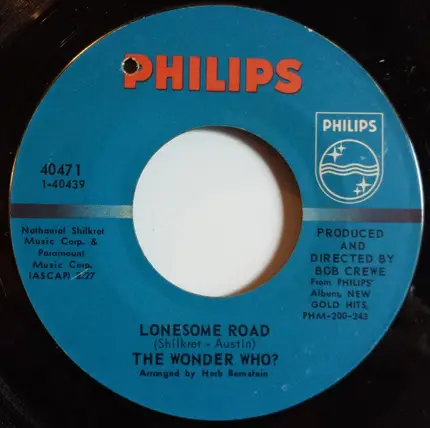 PHILIPS
PHILIPS
40471
1-40439
Nathaniel Shilkret
Music Corp. &
Paramount
Music Corp.
(ASCAP) 2:27
PRODUCED
AND
DIRECTED BY
BOB CREWE
From PHILIPS'
Album, NEW
GOLD HITS,
PHM-200-243
LONESOME ROAD
(Shilkret - Austin)
THE WONDER WHO?
Arranged by Herb Bernstein